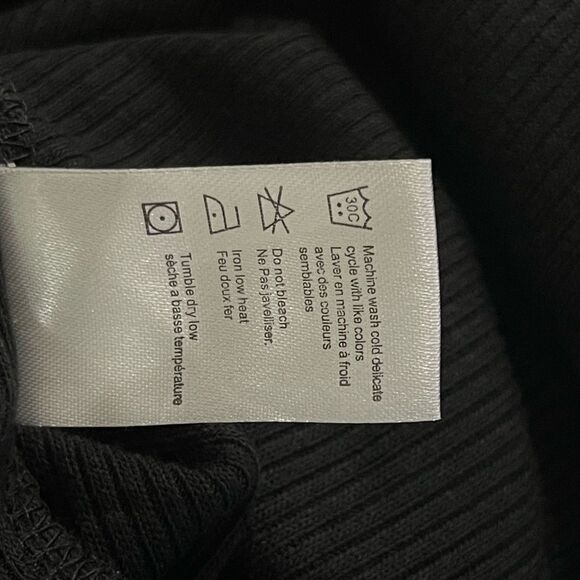 30C
Machine wash cold delicate
cycle with like colors
Laver en machine à froid
avec des couleurs
semblables
Do not bleach
Ne Pas javelliser.
Iron low heat
Feu doux fer
Tumble dry low
sèche a basse température